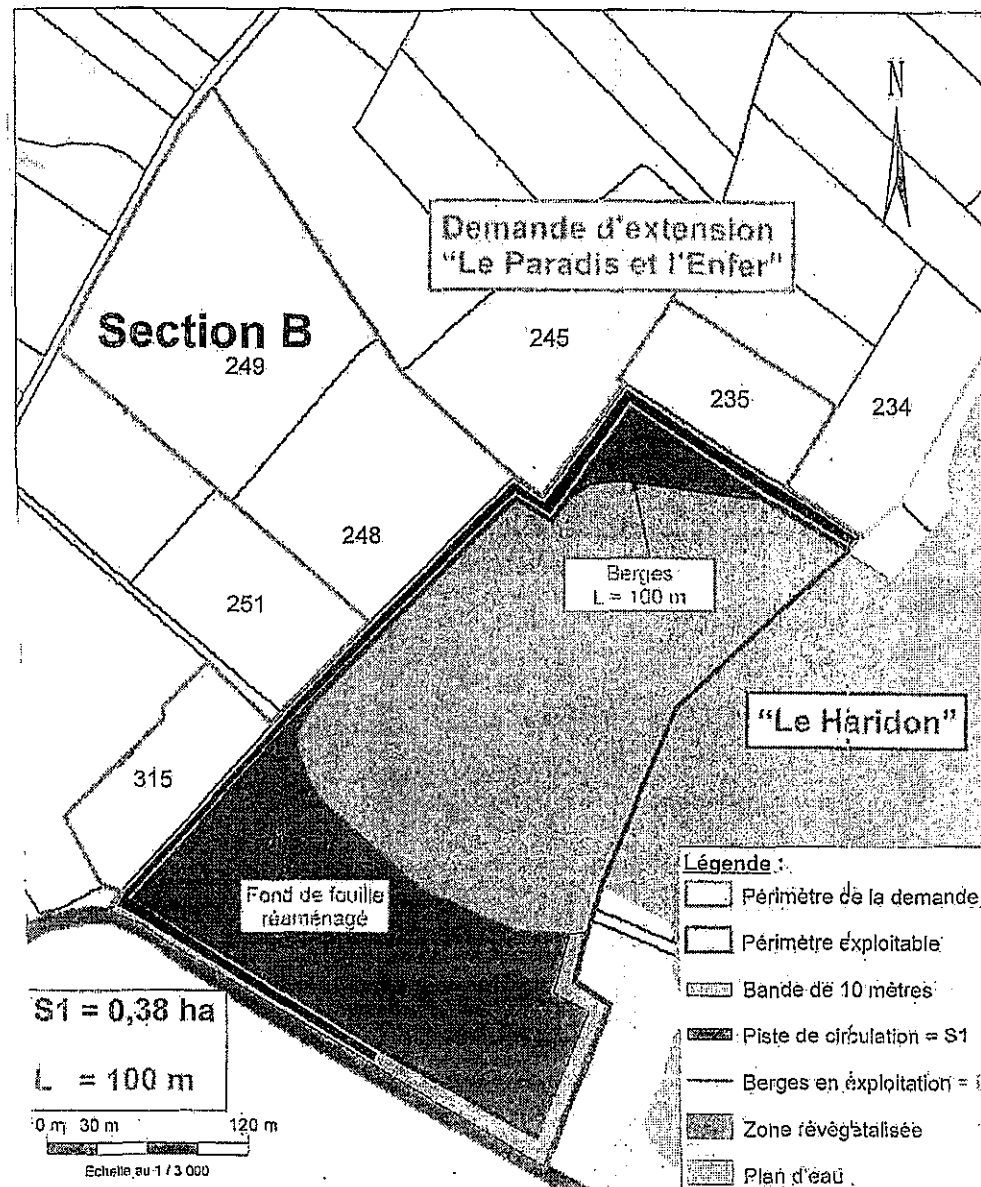 N
Demande d'extension
"Le Paradis et l'Enfer"
Section B
249
245
235
234
248
251
Berges
L = 100 m
"Le Haridon"
315
Fond de fouille
réaménagé
S1 = 0,38 ha
L = 100 m
0 m 30 m 120 m
Echelle au 1 / 3 000
Légende :
Périmètre de la demande
Périmètre exploitable
Bande de 10 mètres
Piste de circulation = S1
Berges en exploitation =
Zone révégétalisée
Plan d'eau